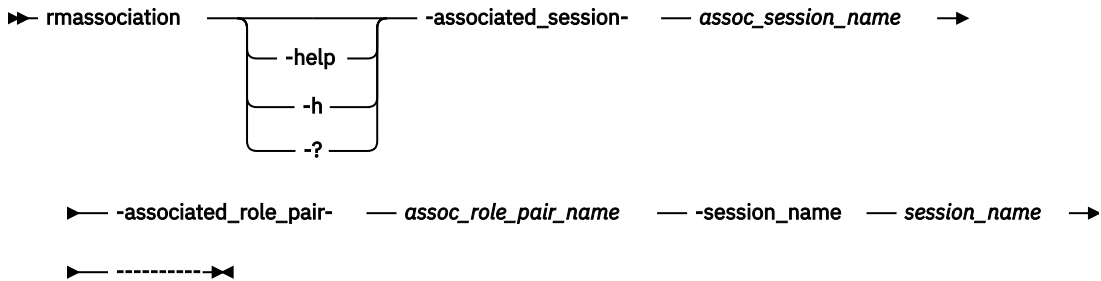 rmassociation -associated_session- assoc_session_name
-help
-h
-?
-associated_role_pair- assoc_role_pair_name -session_name session_name
----------